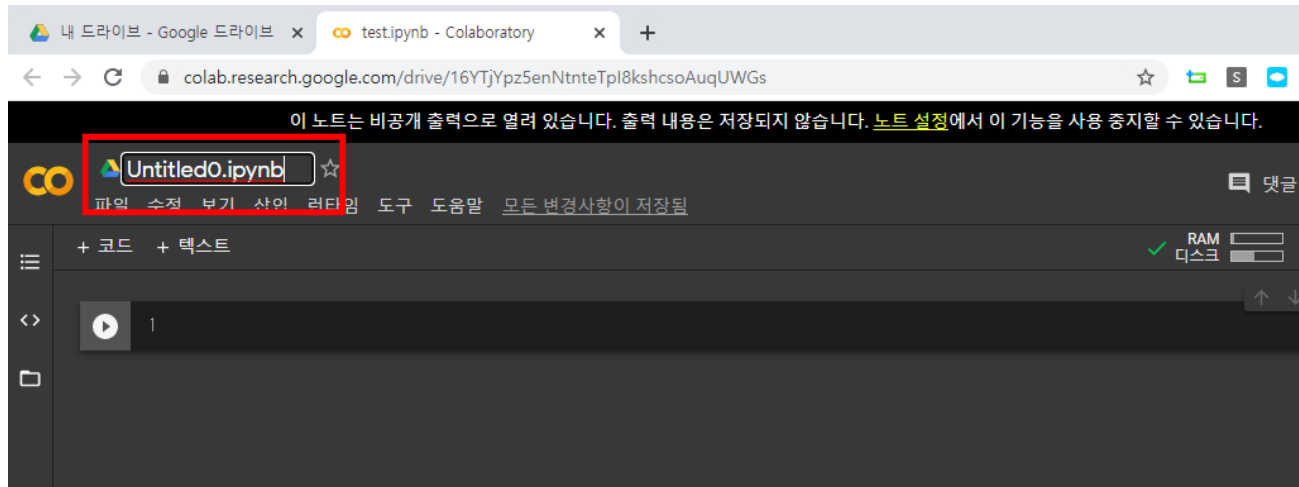 내 드라이브 - Google 드라이브
test.ipynb - Colaboratory
colab.research.google.com/drive/16YTjYpz5enNtnteTpI8kshcsoAuqUWGs
S
이 노트는 비공개 출력으로 열려 있습니다. 출력 내용은 저장되지 않습니다. 노트 설정에서 이 기능을 사용 중지할 수 있습니다.
Untitled0.ipynb
댓글
파일 수정 보기 삽입 런타임 도구 도움말 모든 변경사항이 저장됨
+ 코드 + 텍스트
RAM
디스크
1